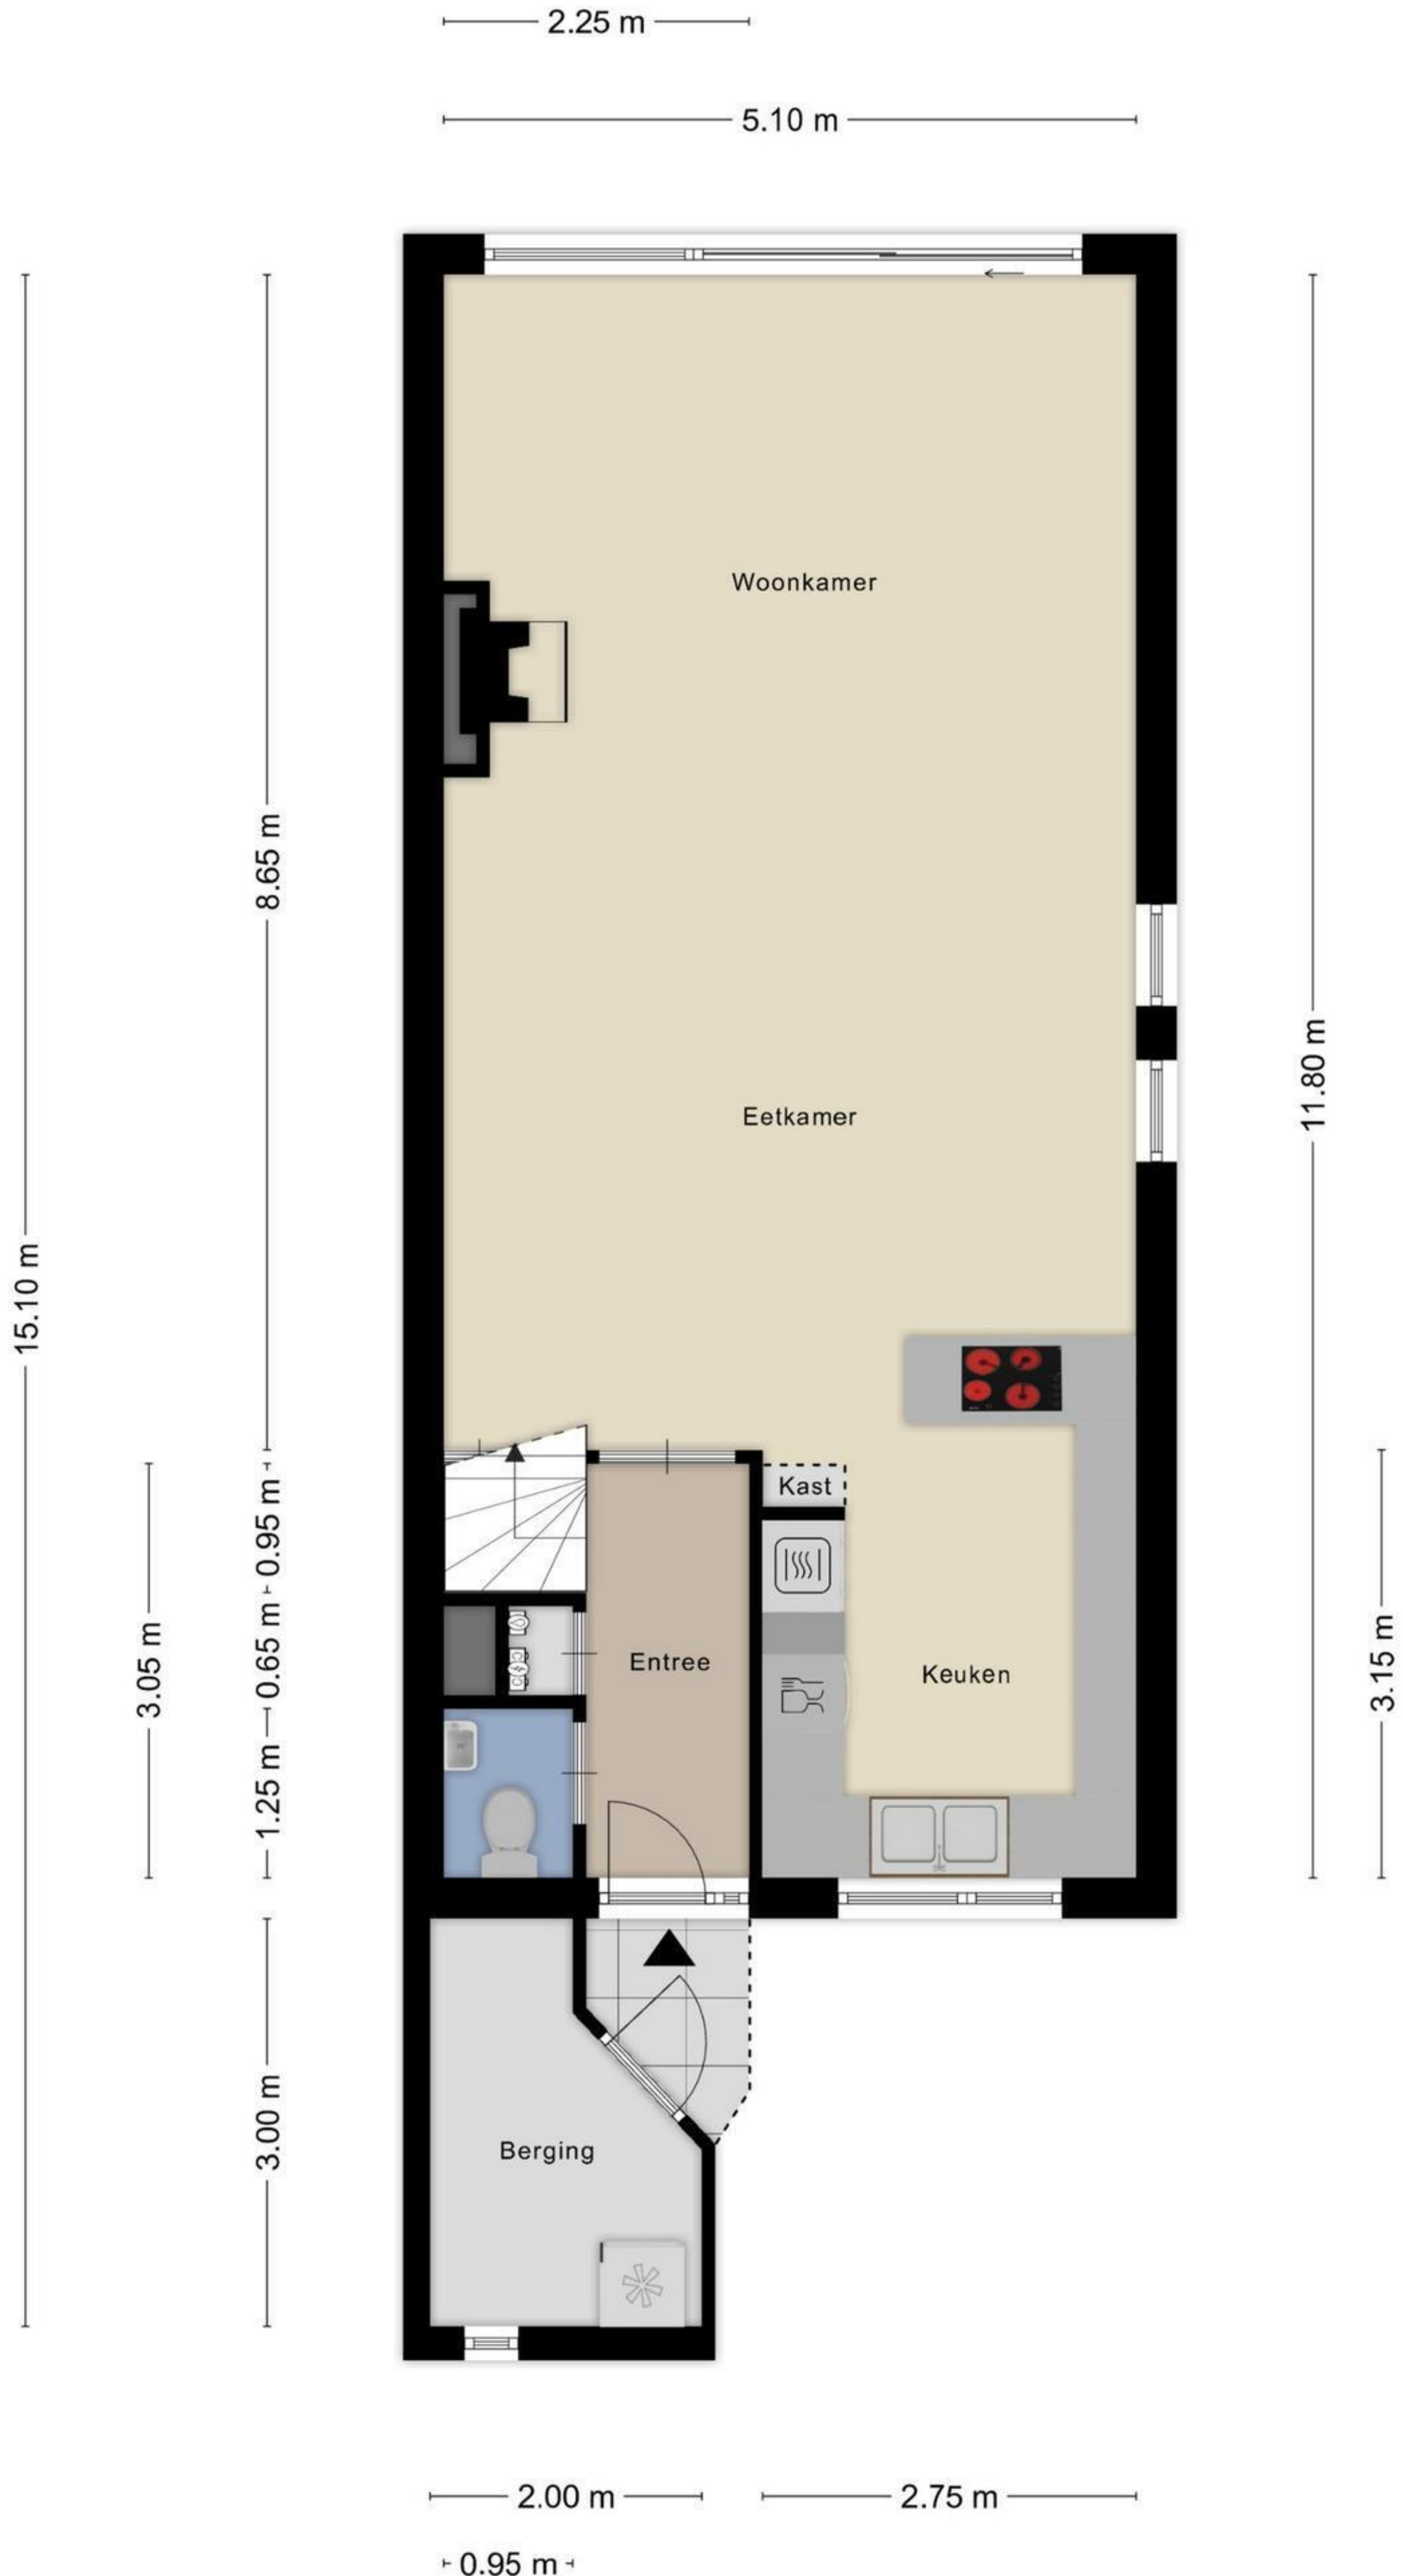 2.25 m
5.10 m
Woonkamer
8.65 m
11.80 m
Eetkamer
15.10 m
Kast
0.95 m
0.65 m
3.05 m
Entree
Keuken
3.15 m
1.25 m
3.00 m
Berging
2.00 m
2.75 m
0.95 m